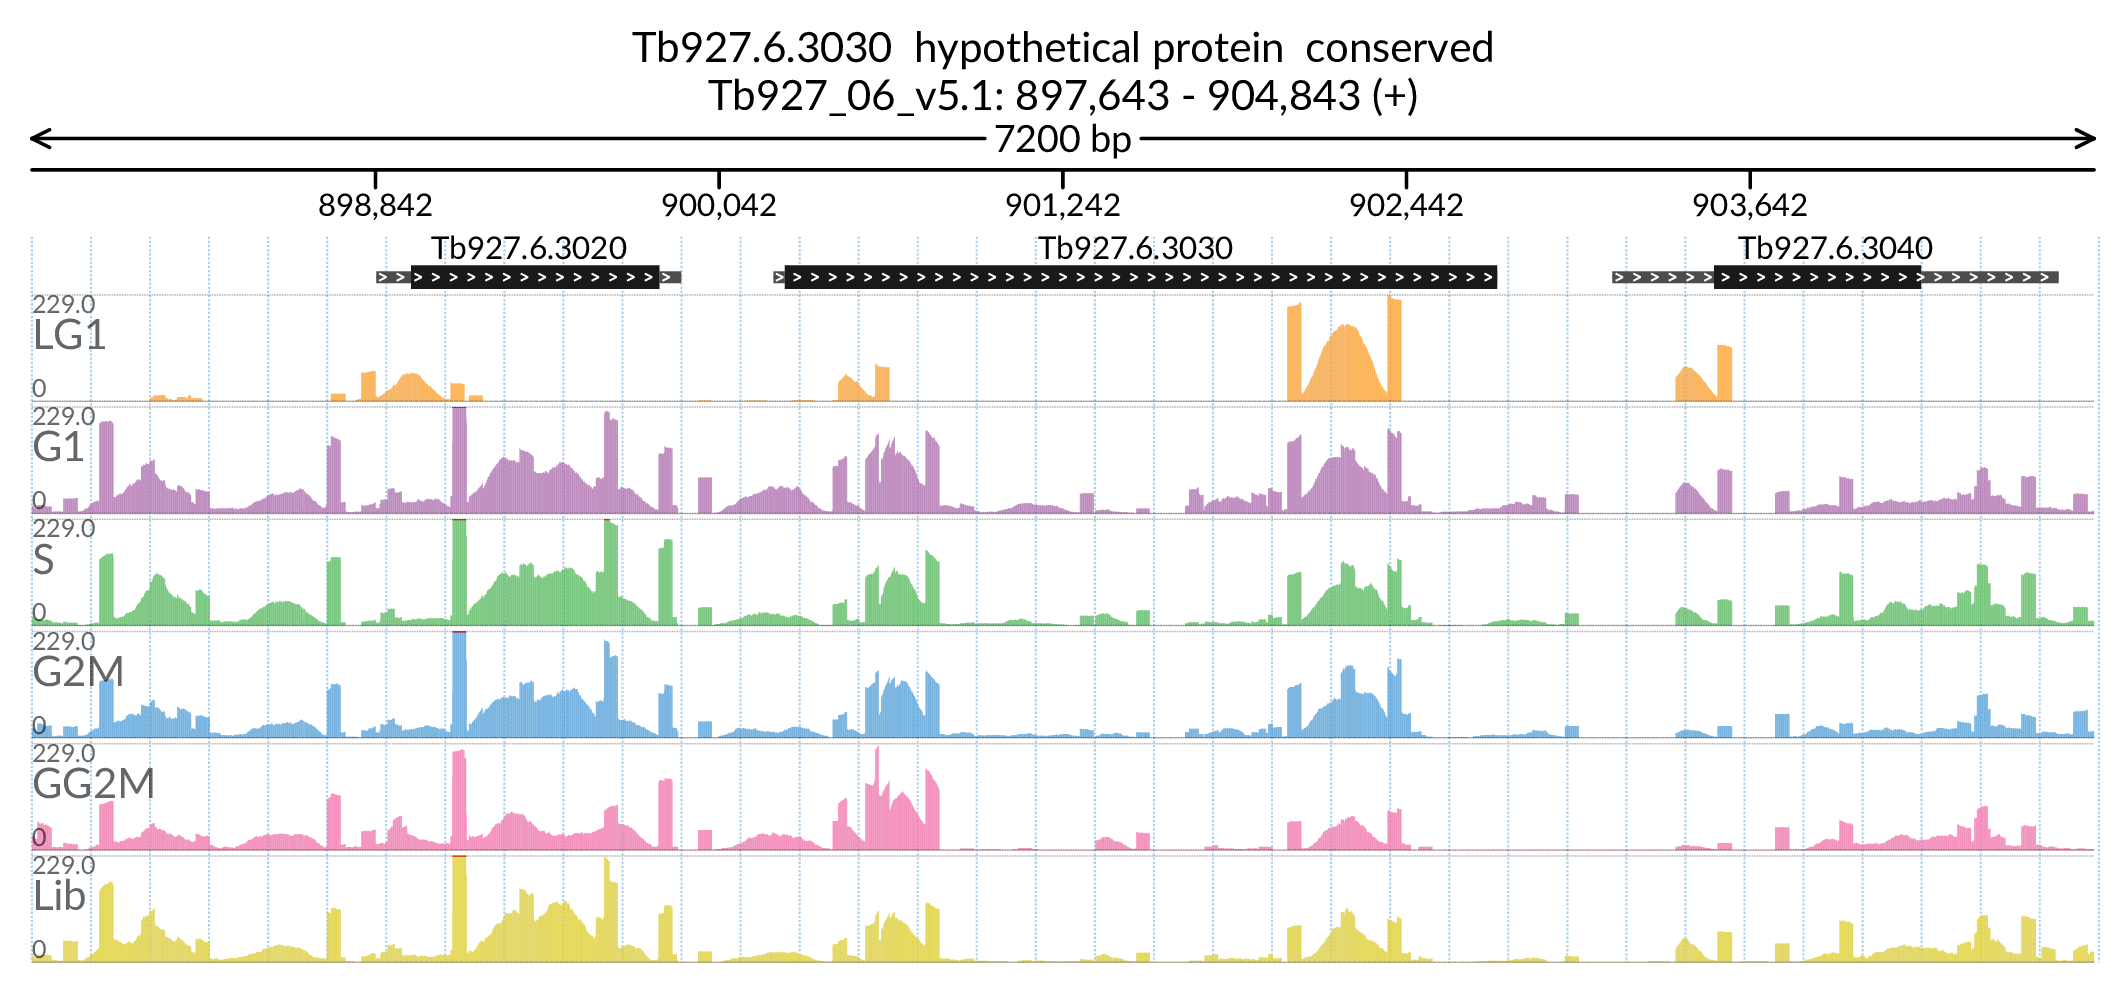 Tb927.6.3030 hypothetical protein conserved
Tb927_06_v5.1: 897,643 - 904,843 (+)
7200 bp
898,842 900,042 901,242 902,442 903,642
Tb927.6.3020 Tb927.6.3030 Tb927.6.3040
229.0
LG1
0
229.0
G1
0
229.0
S
0
229.0
G2M
0
229.0
GG2M
0
229.0
Lib
0